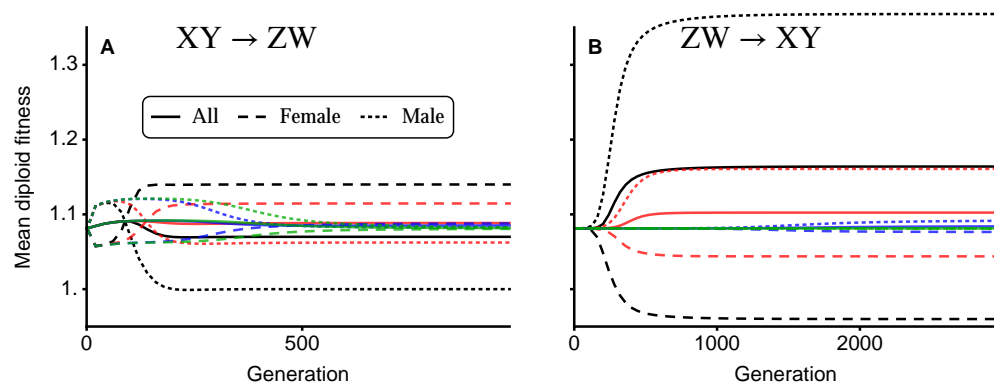 A XY → ZW
B ZW → XY
Mean diploid fitness
1.3
1.2
1.1
1.
All Female Male
0 500
0 1000 2000
Generation
Generation